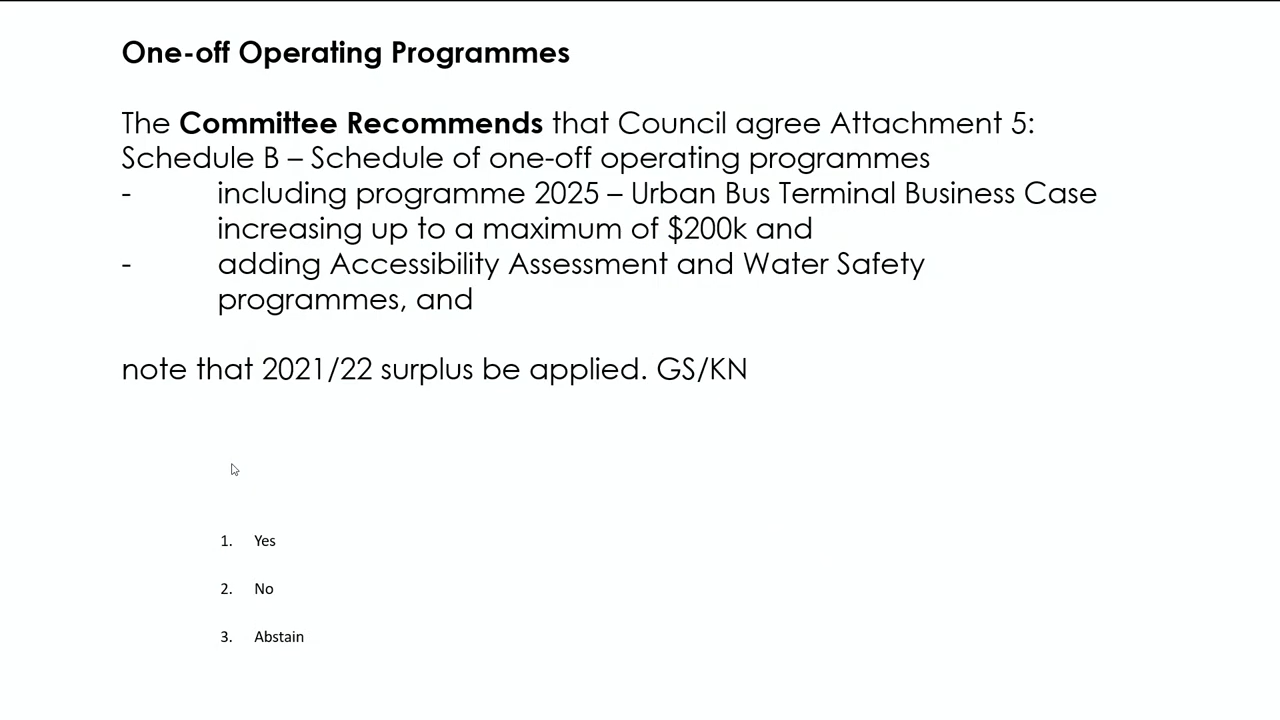 One-off Operating Programmes
The Committee Recommends that Council agree Attachment 5:
Schedule B – Schedule of one-off operating programmes
- including programme 2025 – Urban Bus Terminal Business Case
increasing up to a maximum of $200k and
- adding Accessibility Assessment and Water Safety
programmes, and
note that 2021/22 surplus be applied. GS/KN
1. Yes
2. No
3. Abstain